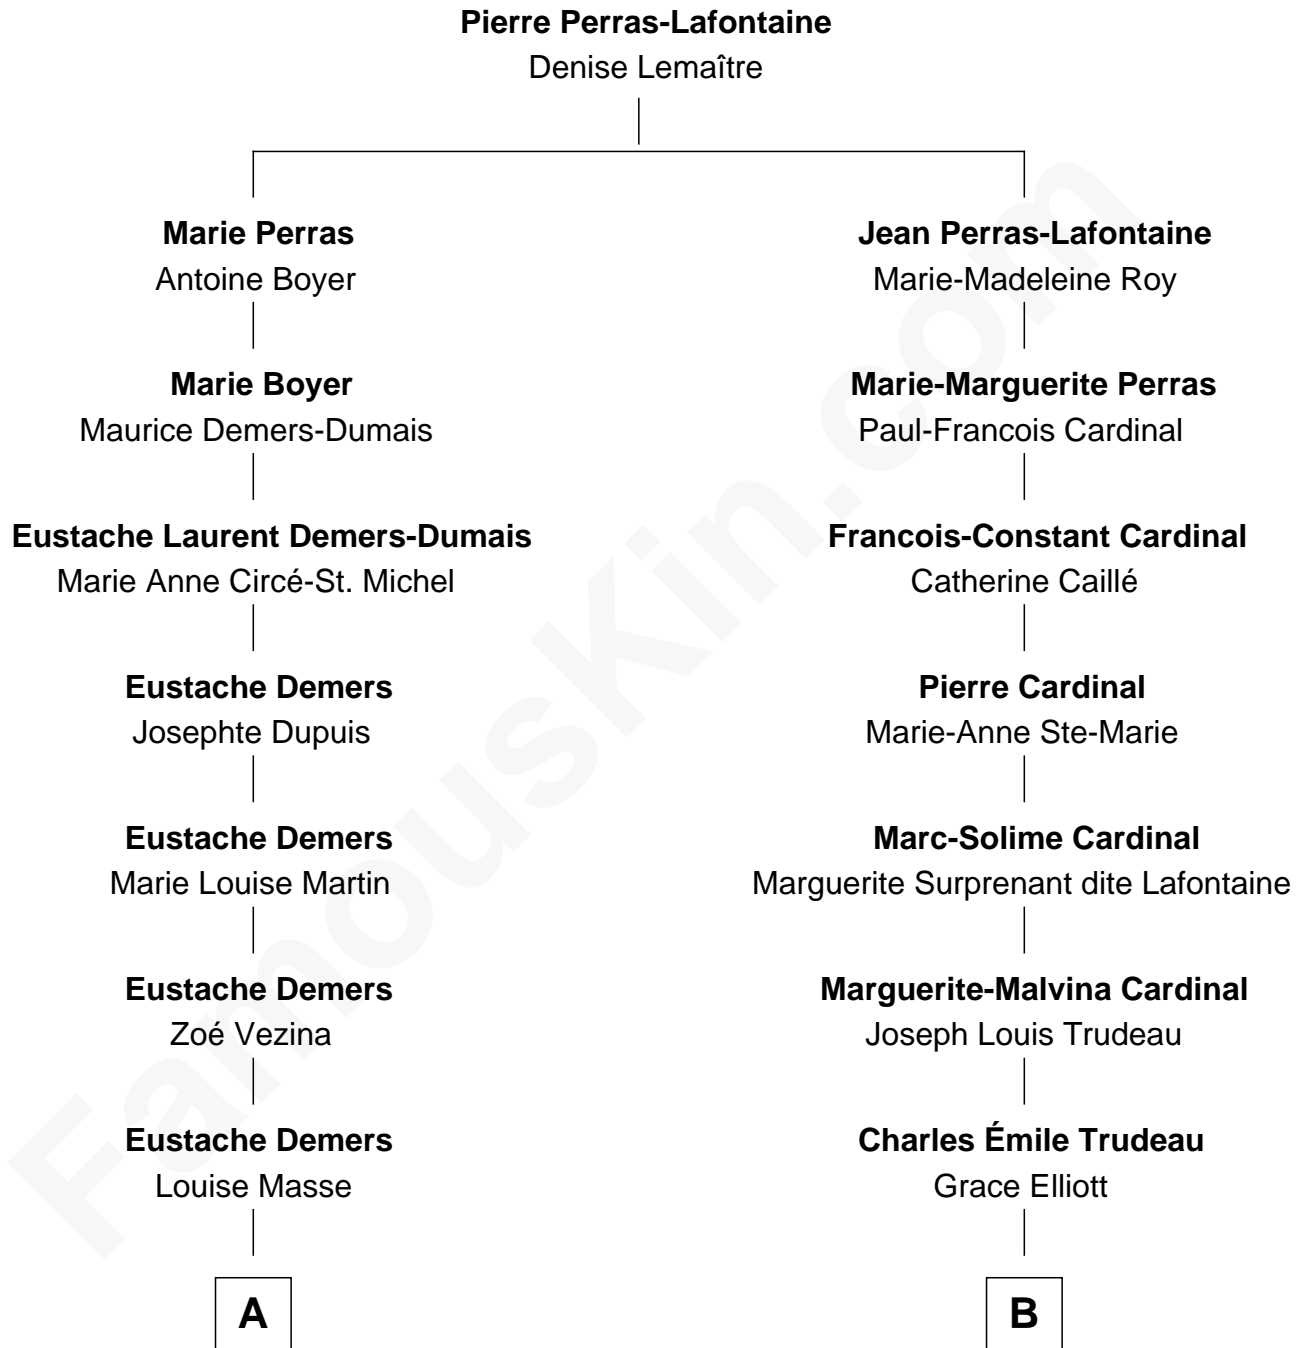 Pierre Perras-Lafontaine
Denise Lemaître
Marie Perras
Antoine Boyer
Jean Perras-Lafontaine
Marie-Madeleine Roy
Marie Boyer
Maurice Demers-Dumais
Marie-Marguerite Perras
Paul-Francois Cardinal
Eustache Laurent Demers-Dumais
Marie Anne Circé-St. Michel
Francois-Constant Cardinal
Catherine Caillé
Eustache Demers
Josephte Dupuis
Pierre Cardinal
Marie-Anne Ste-Marie
Eustache Demers
Marie Louise Martin
Marc-Solime Cardinal
Marguerite Surprenant dite Lafontaine
Eustache Demers
Zoé Vezina
Marguerite-Malvina Cardinal
Joseph Louis Trudeau
Eustache Demers
Louise Masse
Charles Émile Trudeau
Grace Elliott
A
B
FamousKin.com